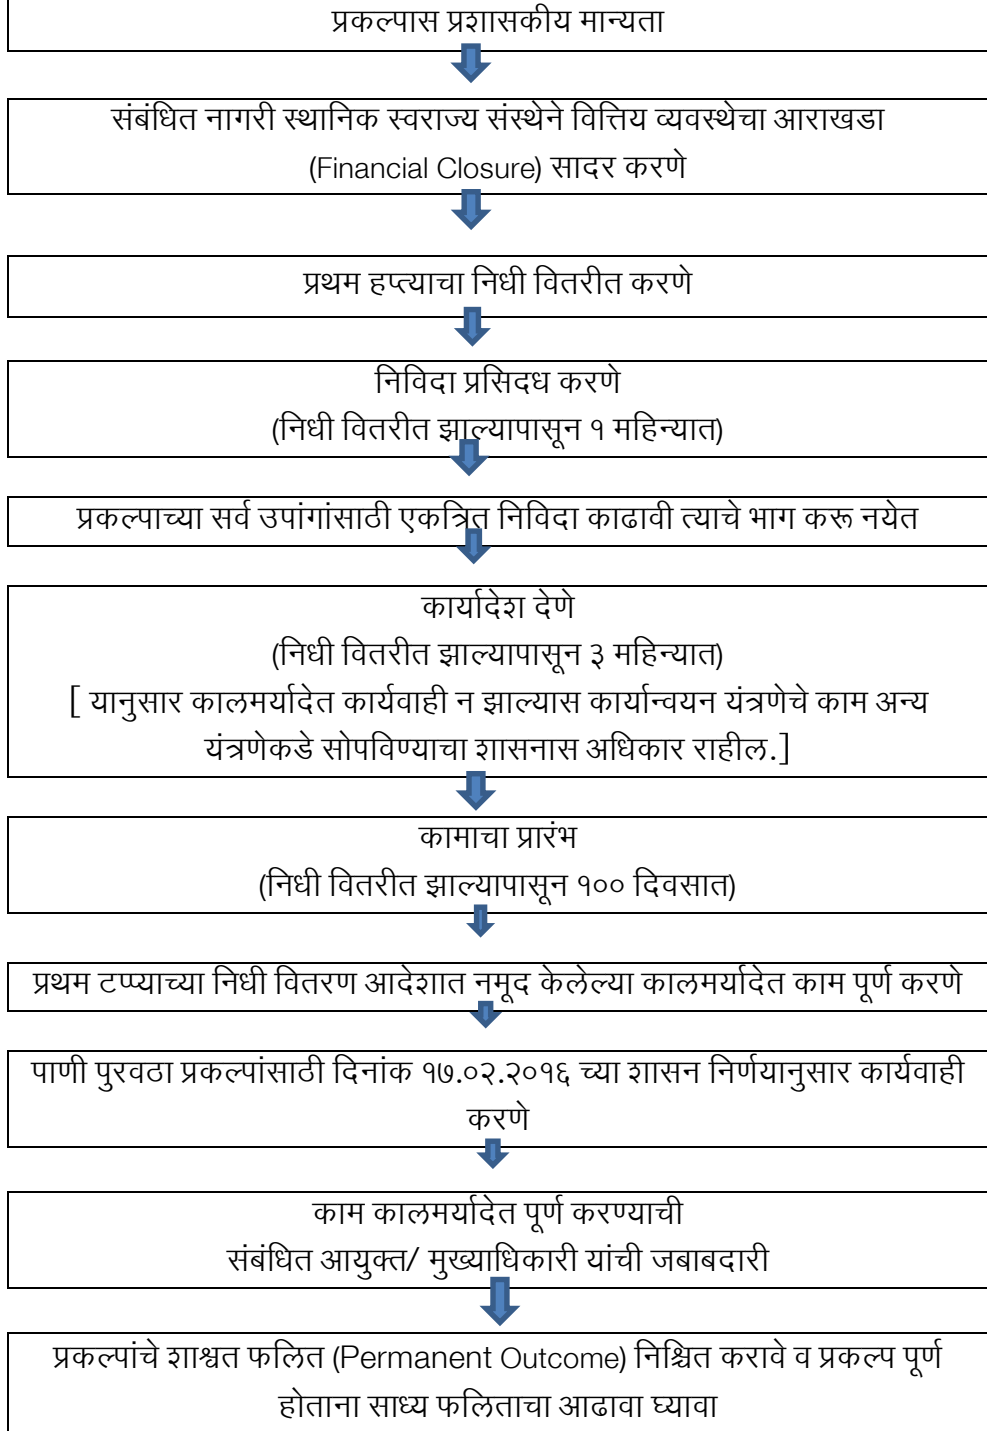 प्रकल्पास प्रशासकीय मान्यता
संबंधित नागरी स्थानिक स्वराज्य संस्थेने वित्तिय व्यवस्थेचा आराखडा
(Financial Closure) सादर करणे
प्रथम हप्त्याचा निधी वितरीत करणे
निविदा प्रसिदध करणे
(निधी वितरीत झाल्यापासून १ महिन्यात)
प्रकल्पाच्या सर्व उपांगांसाठी एकत्रित निविदा काढावी त्याचे भाग करू नयेत
कार्यादेश देणे
(निधी वितरीत झाल्यापासून ३ महिन्यात)
[ यानुसार कालमर्यादेत कार्यवाही न झाल्यास कार्यान्वयन यंत्रणेचे काम अन्य
यंत्रणेकडे सोपविण्याचा शासनास अधिकार राहील.]
कामाचा प्रारंभ
(निधी वितरीत झाल्यापासून १०० दिवसात)
प्रथम टप्प्याच्या निधी वितरण आदेशात नमूद केलेल्या कालमर्यादेत काम पूर्ण करणे
पाणी पुरवठा प्रकल्पांसाठी दिनांक १७.०२.२०१६ च्या शासन निर्णयानुसार कार्यवाही
करणे
काम कालमर्यादेत पूर्ण करण्याची
संबंधित आयुक्त/ मुख्याधिकारी यांची जबाबदारी
प्रकल्पांचे शाश्वत फलित (Permanent Outcome) निश्चित करावे व प्रकल्प पूर्ण
होताना साध्य फलिताचा आढावा घ्यावा